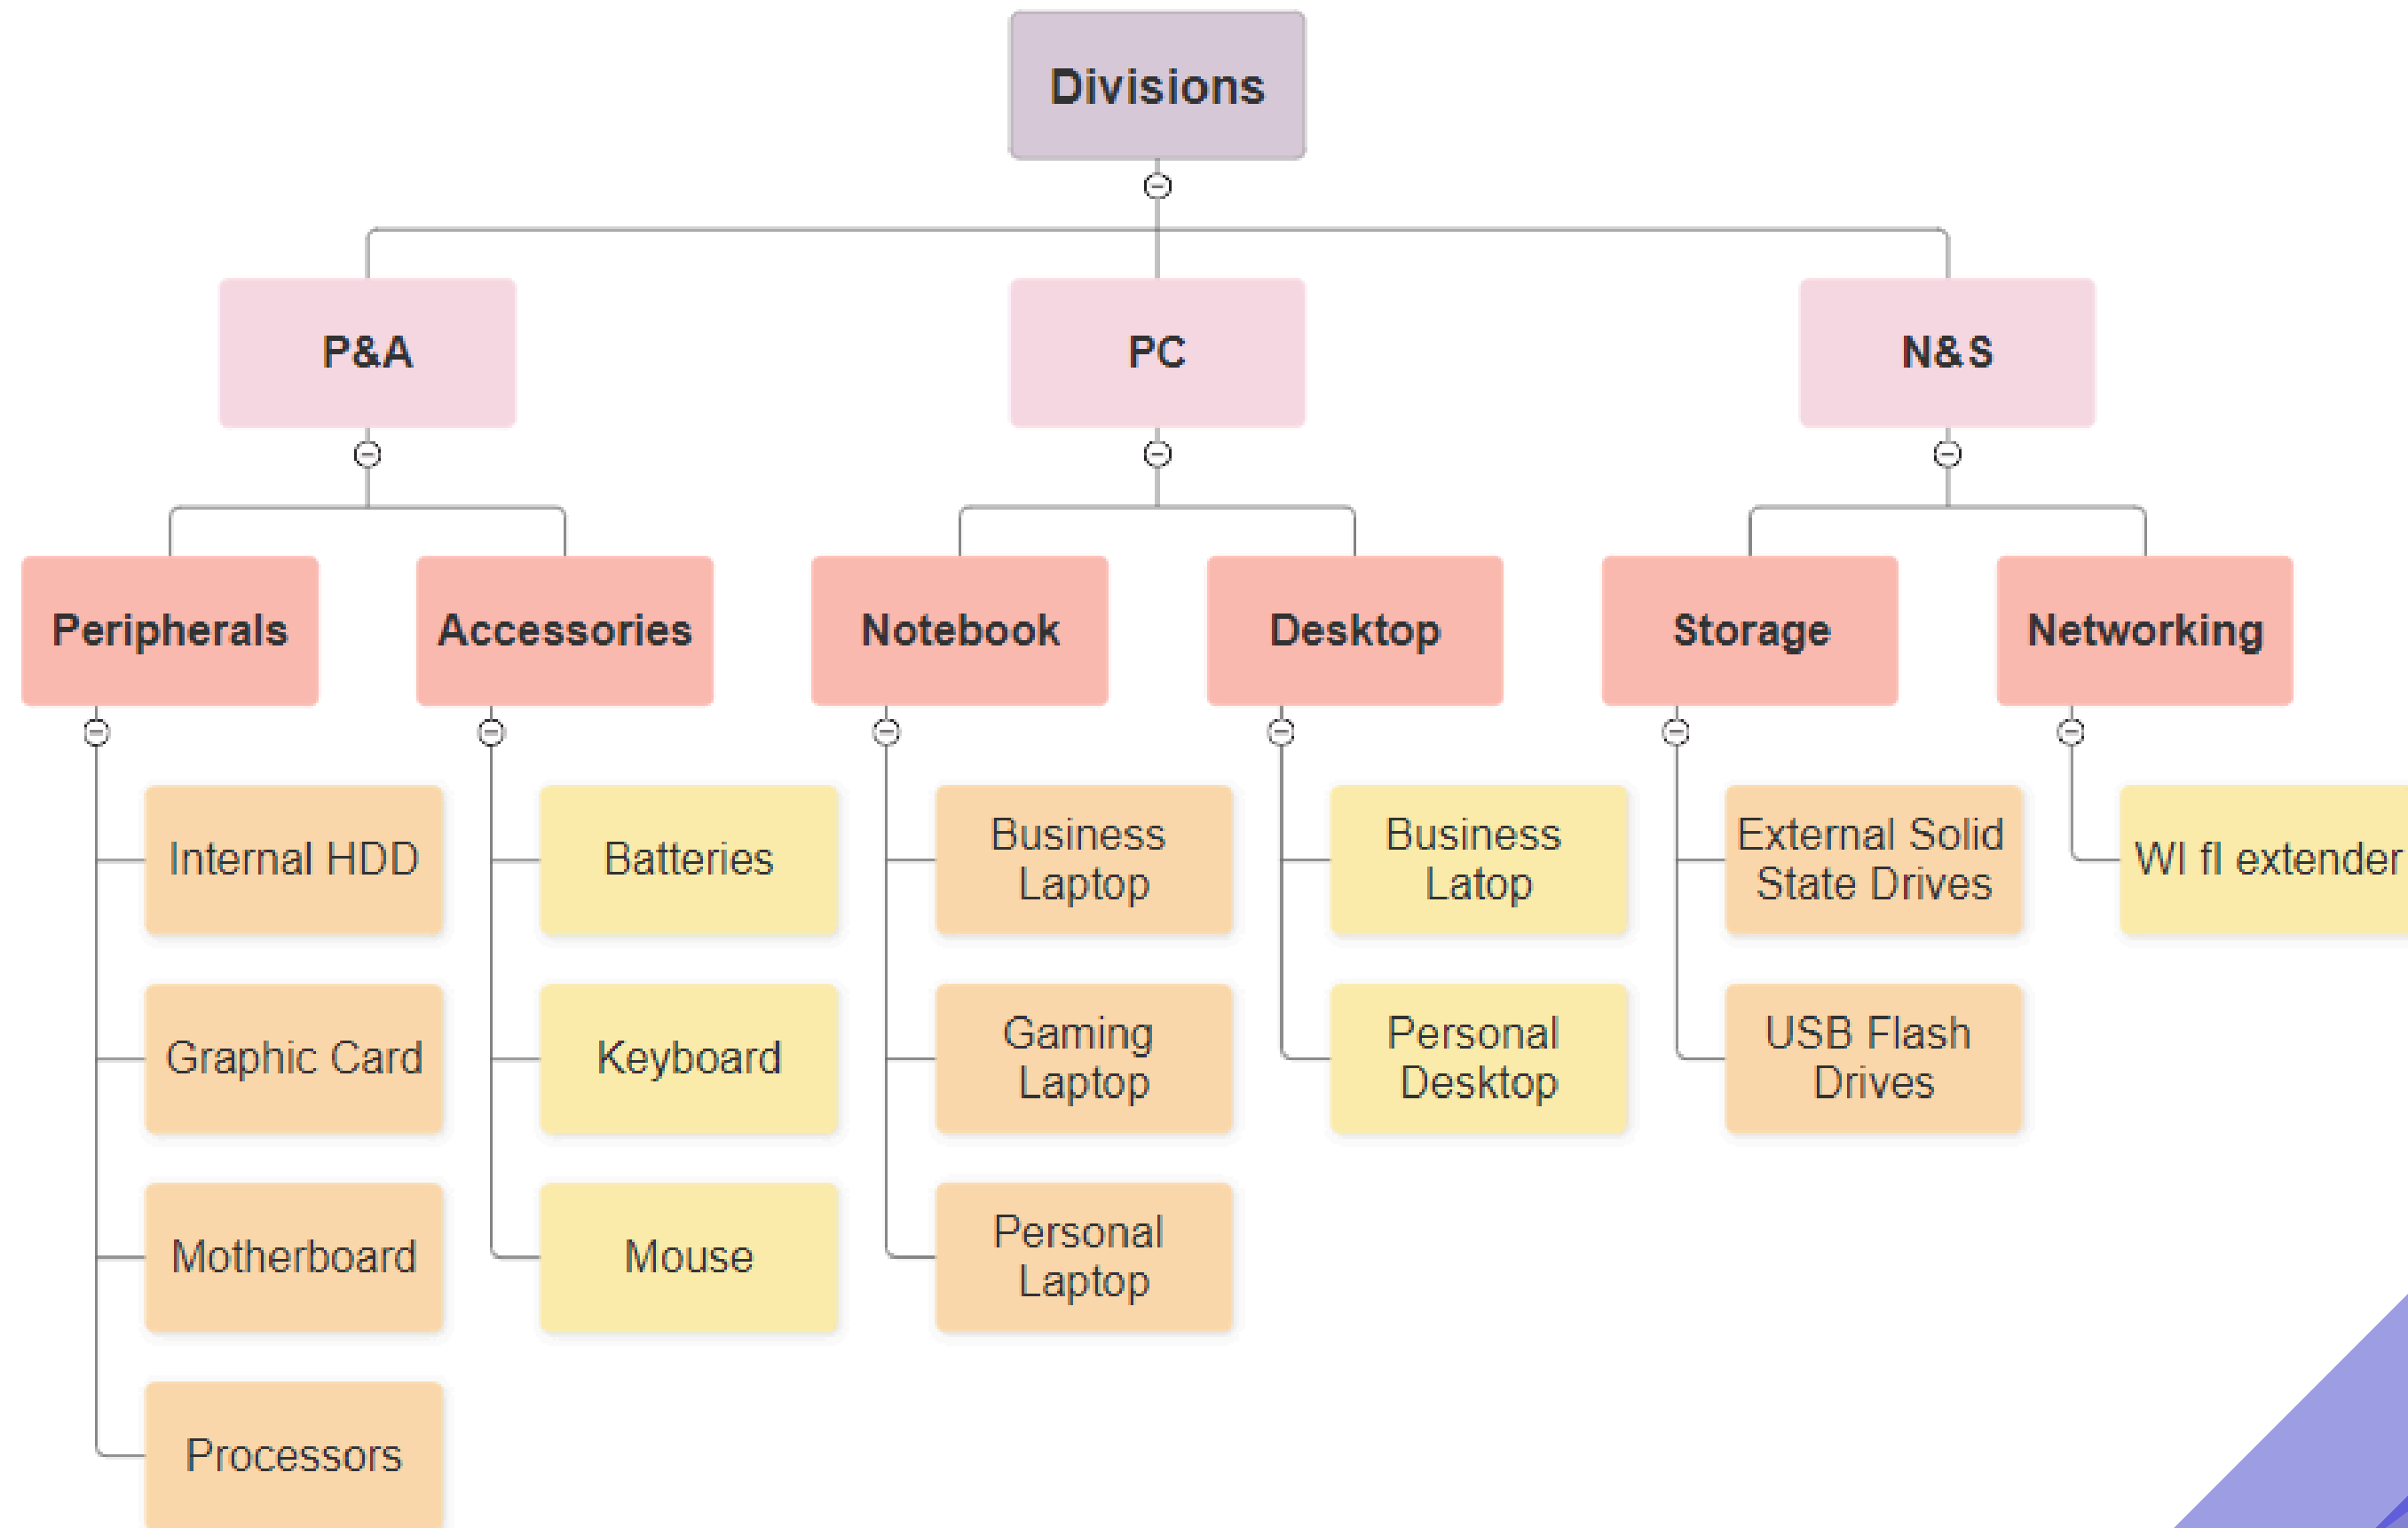 Divisions
P&A
PC
N&S
Peripherals
Accessories
Notebook
Desktop
Storage
Networking
Internal HDD
Graphic Card
Motherboard
Processors
Batteries
Keyboard
Mouse
Business
Laptop
Gaming
Laptop
Personal
Laptop
Business
Latop
Personal
Desktop
External Solid
State Drives
USB Flash
Drives
WI fI extender